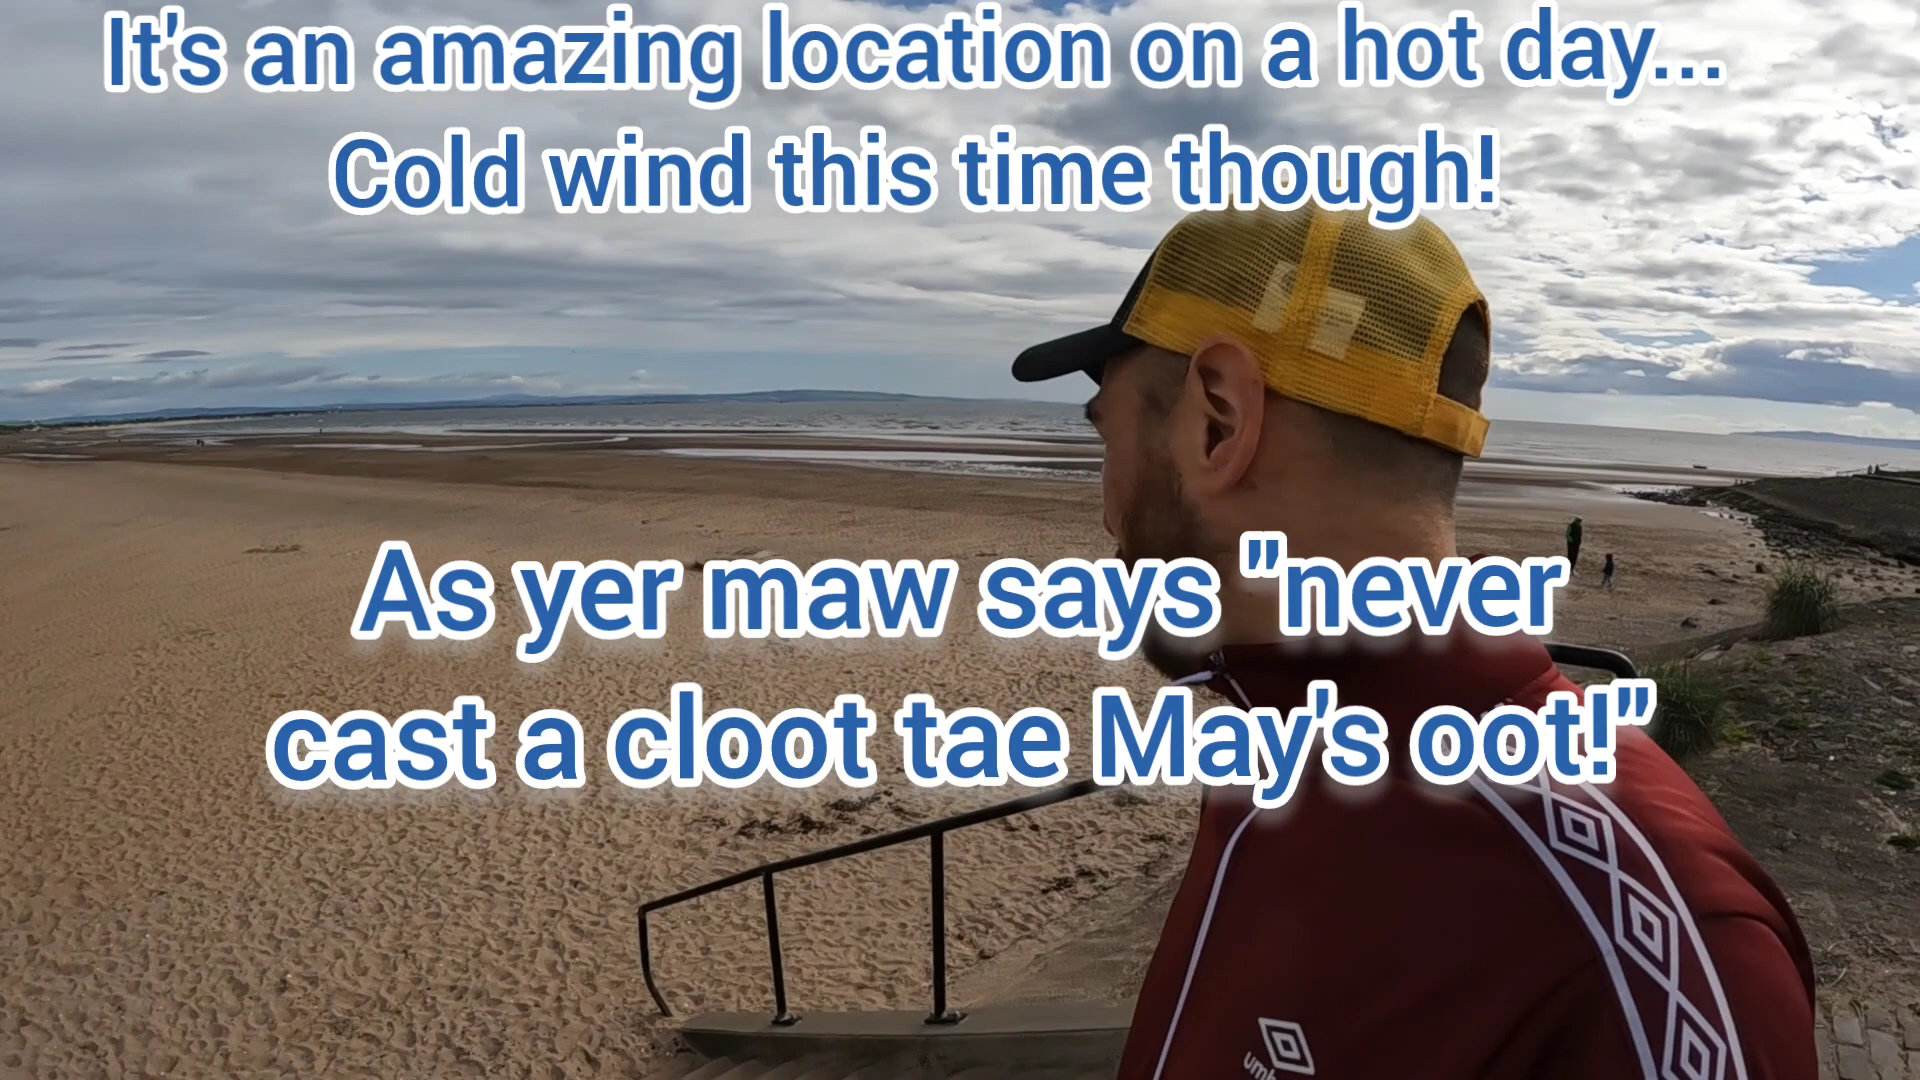 It's an amazing location on a hot day...
Cold wind this time though!
As yer maw says "never
cast a cloot tae May's oot!"